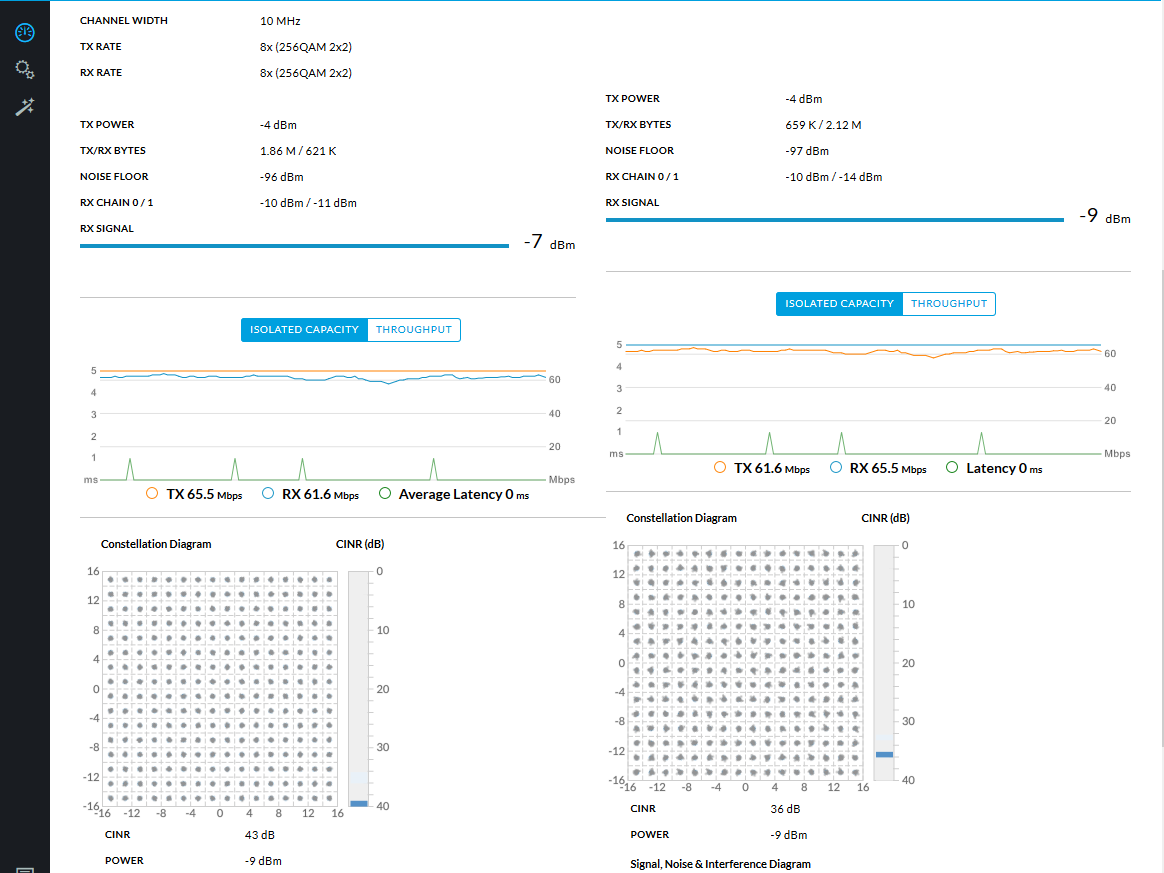 CHANNEL WIDTH 10 MHz
TX RATE 8x (256QAM 2x2)
RX RATE 8x (256QAM 2x2)
TX POWER -4 dBm
TX/RX BYTES 1.86 M / 621 K
NOISE FLOOR -96 dBm
RX CHAIN 0 / 1 -10 dBm / -11 dBm
RX SIGNAL
-7 dBm
ISOLATED CAPACITY THROUGHPUT
5
4 60
3 40
2
1 20
ms Mbps
TX 65.5 Mbps RX 61.6 Mbps Average Latency 0 ms
Constellation Diagram CINR (dB)
16 0
12
8 10
4
0 20
-4
-8 30
-12
-16 40
-16 -12 -8 -4 0 4 8 12 16
CINR 43 dB
POWER -9 dBm
TX POWER -4 dBm
TX/RX BYTES 659 K / 2.12 M
NOISE FLOOR -97 dBm
RX CHAIN 0 / 1 -10 dBm / -14 dBm
RX SIGNAL
-9 dBm
ISOLATED CAPACITY THROUGHPUT
5
4 60
3 40
2
1 20
ms Mbps
TX 61.6 Mbps RX 65.5 Mbps Latency 0 ms
Constellation Diagram CINR (dB)
16 0
12
8 10
4
0 20
-4
-8 30
-12
-16 40
-16 -12 -8 -4 0 4 8 12 16
CINR 36 dB
POWER -9 dBm
Signal, Noise & Interference Diagram